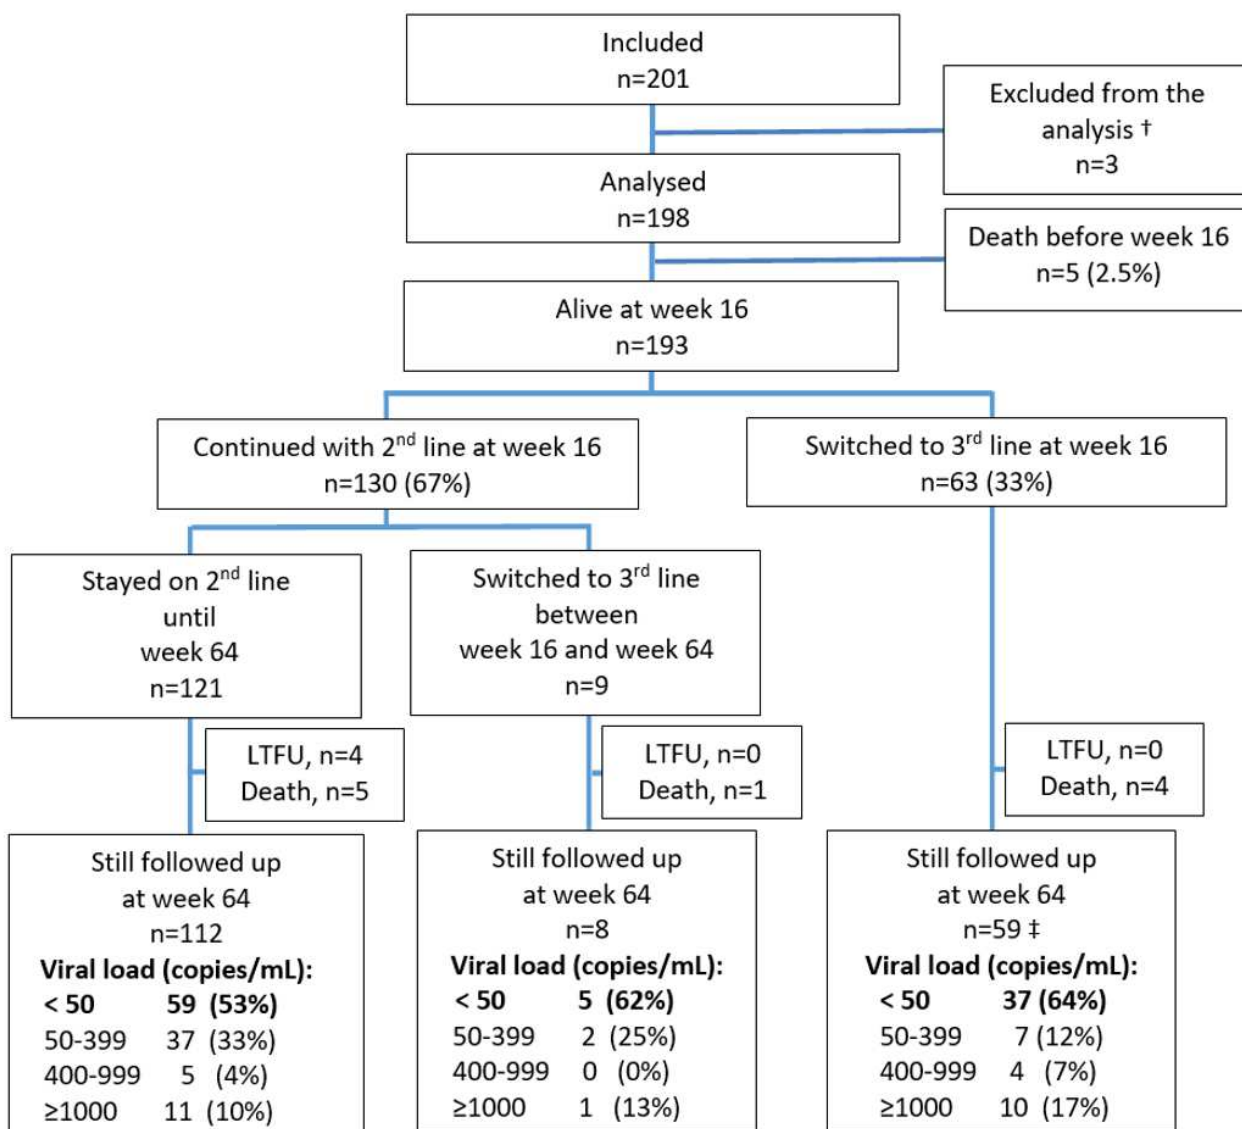 Included
n=201
Excluded from the
analysis †
n=3
Analysed
n=198
Death before week 16
n=5 (2.5%)
Alive at week 16
n=193
Continued with 2nd line at week 16
n=130 (67%)
Switched to 3rd line at week 16
n=63 (33%)
Stayed on 2nd line
until
week 64
n=121
Switched to 3rd line
between
week 16 and week 64
n=9
LTFU, n=4
Death, n=5
LTFU, n=0
Death, n=1
LTFU, n=0
Death, n=4
Still followed up
at week 64
n=112
Viral load (copies/mL):
< 50 59 (53%)
50-399 37 (33%)
400-999 5 (4%)
≥1000 11 (10%)
Still followed up
at week 64
n=8
Viral load (copies/mL):
< 50 5 (62%)
50-399 2 (25%)
400-999 0 (0%)
≥1000 1 (13%)
Still followed up
at week 64
n=59 ‡
Viral load (copies/mL):
< 50 37 (64%)
50-399 7 (12%)
400-999 4 (7%)
≥1000 10 (17%)